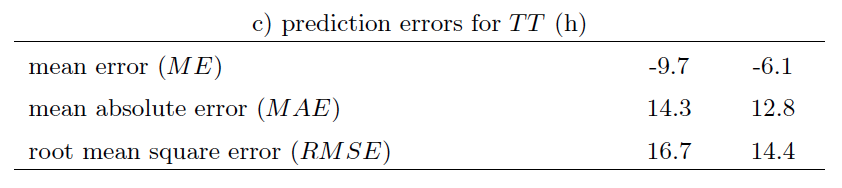 c) prediction errors for TT (h)
mean error (ME) -9.7 -6.1
mean absolute error (MAE) 14.3 12.8
root mean square error (RMSE) 16.7 14.4